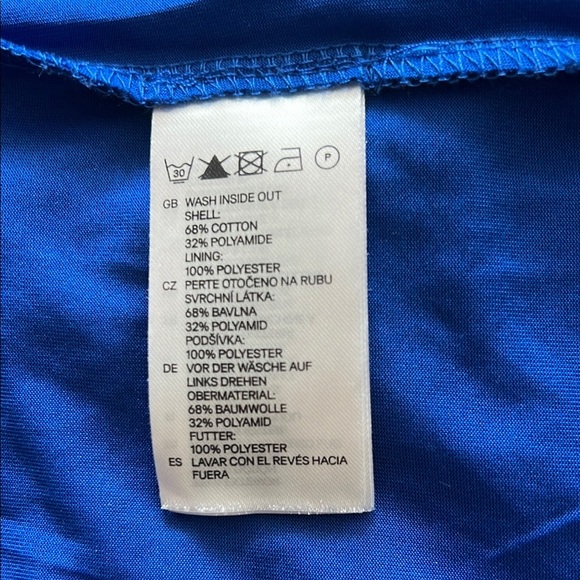 30
P
GB WASH INSIDE OUT
SHELL:
68% COTTON
32% POLYAMIDE
LINING:
100% POLYESTER
CZ PERTE OTOČENO NA RUBU
SVRCHNÍ LÁTKA:
68% BAVLNA
32% POLYAMID
PODŠÍVKA:
100% POLYESTER
DE VOR DER WÄSCHE AUF
LINKS DREHEN
OBERMATERIAL:
68% BAUMWOLLE
32% POLYAMID
FUTTER:
100% POLYESTER
ES LAVAR CON EL REVÉS HACIA
FUERA